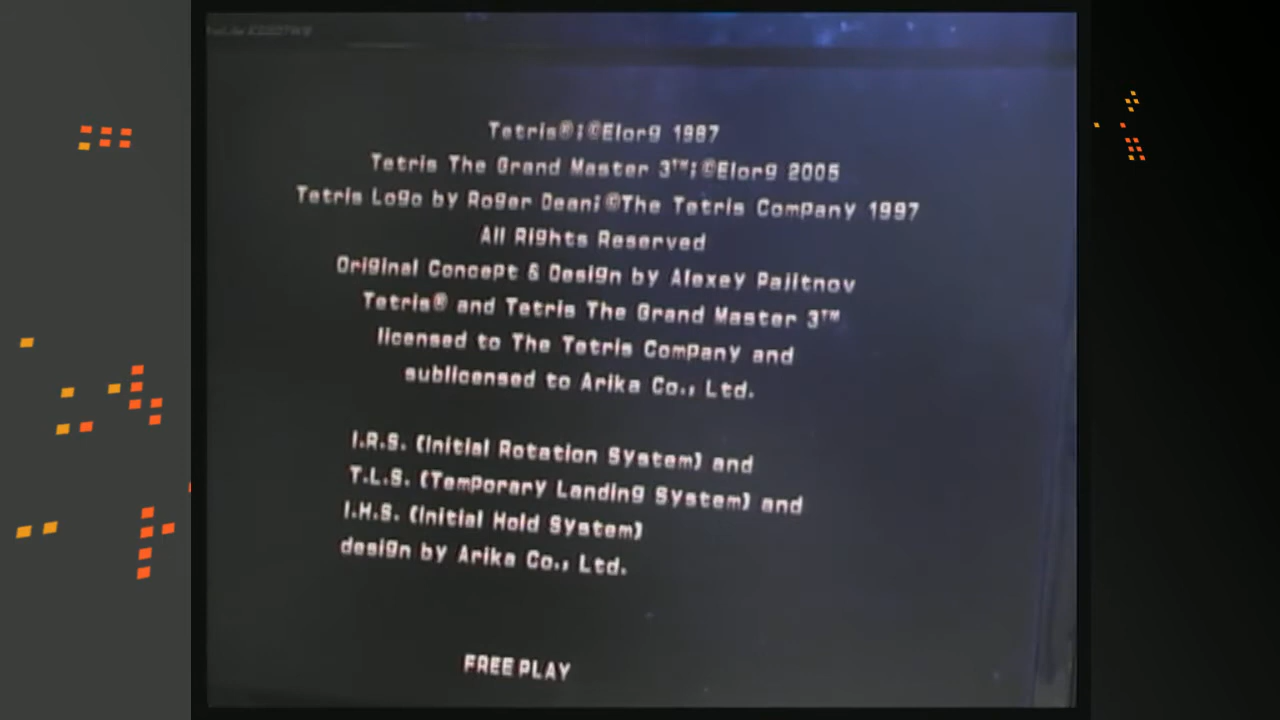 Tetris®;©Elorg 1987
Tetris The Grand Master 3™;©Elorg 2005
Tetris Logo by Roger Dean;©The Tetris Company 1997
All Rights Reserved
Original Concept & Design by Alexey Pajitnov
Tetris® and Tetris The Grand Master 3™
licensed to The Tetris Company and
sublicensed to Arika Co., Ltd.
I.R.S. (Initial Rotation System) and
T.L.S. (Temporary Landing System) and
I.H.S. (Initial Hold System)
design by Arika Co., Ltd.
FREE PLAY